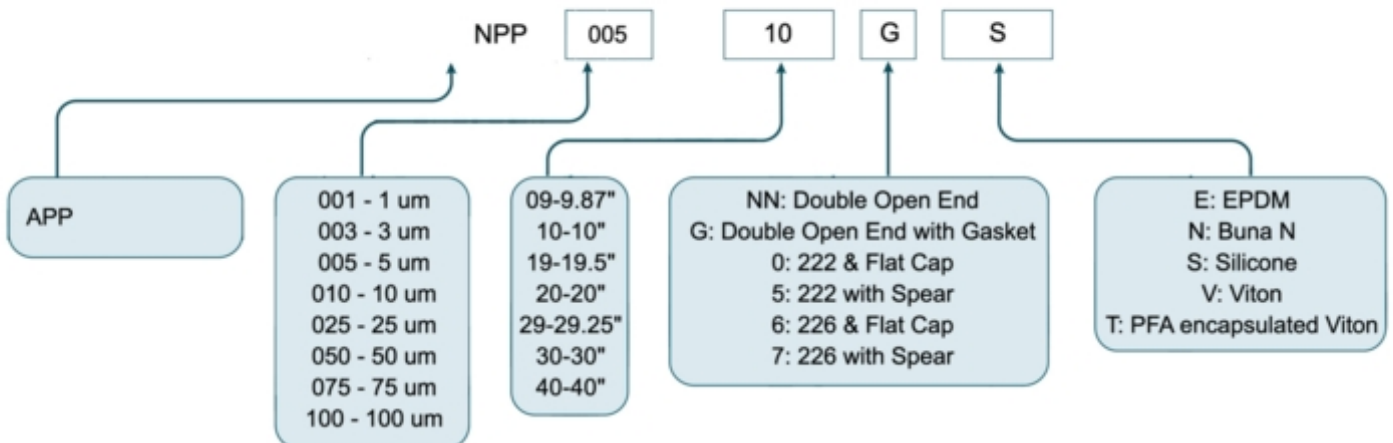 NPP 005 10 G S
APP
001 - 1 um
003 - 3 um
005 - 5 um
010 - 10 um
025 - 25 um
050 - 50 um
075 - 75 um
100 - 100 um
09-9.87"
10-10"
19-19.5"
20-20"
29-29.25"
30-30"
40-40"
NN: Double Open End
G: Double Open End with Gasket
0: 222 & Flat Cap
5: 222 with Spear
6: 226 & Flat Cap
7: 226 with Spear
E: EPDM
N: Buna N
S: Silicone
V: Viton
T: PFA encapsulated Viton